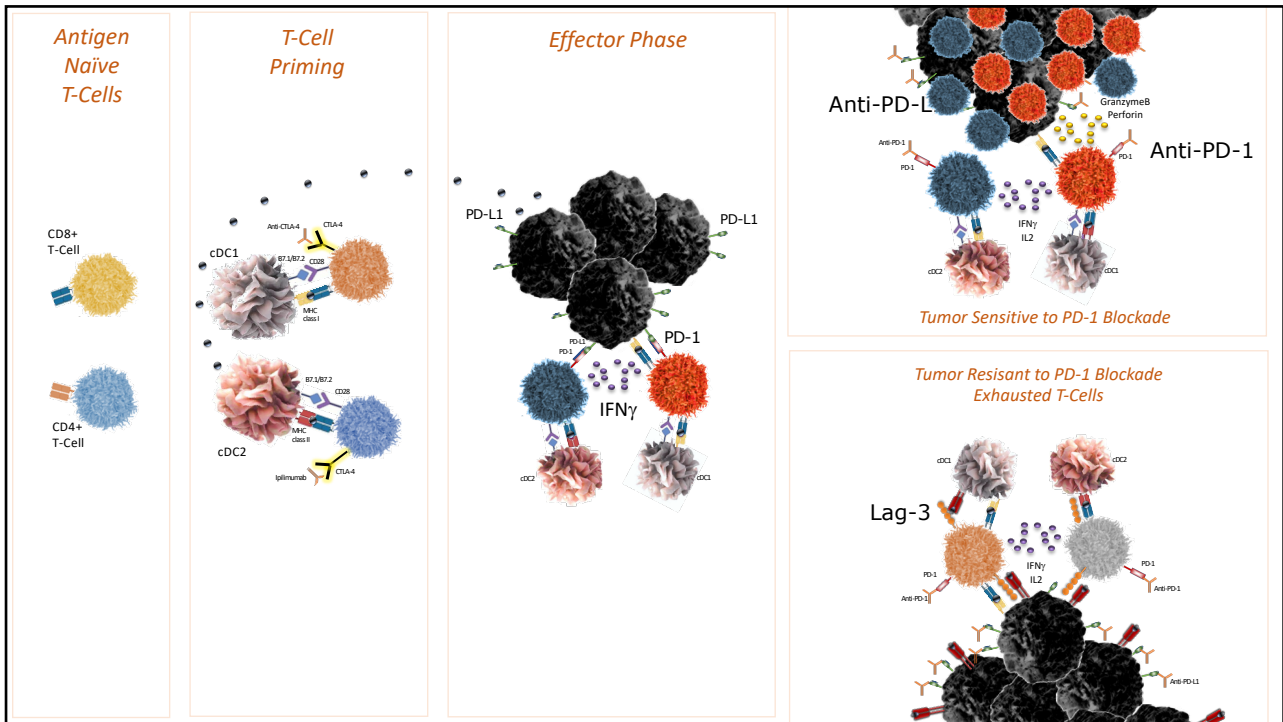 Antigen
Naïve
T-Cells
CD8+
T-Cell
CD4+
T-Cell
T-Cell
Priming
Anti-CTLA-4
CTLA-4
cDC1
B7.1/B7.2
CD28
MHC
class I
B7.1/B7.2
CD28
MHC
class II
cDC2
CTLA-4
Ipilimumab
Effector Phase
PD-L1
PD-L1
PD-L1
PD-1
PD-1
IFNγ
cDC2
cDC1
Anti-PD-L
GranzymeB
Perforin
Anti-PD-1
PD-1
Anti-PD-1
PD-1
IFNγ
IL2
cDC2
cDC1
Tumor Sensitive to PD-1 Blockade
Tumor Resisant to PD-1 Blockade
Exhausted T-Cells
cDC1
cDC2
Lag-3
IFNγ
IL2
PD-1
Anti-PD-1
PD-1
Anti-PD-1
Anti-PD-L1